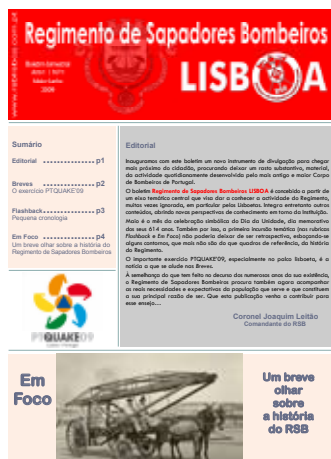 Regimento de Sapadores Bombeiros
LISBOA
2009
Sumário
Editorial ............... p1
Breves ............... p2
O exercício PTQUAKE'09
Flashback ............... p3
Pequena cronologia
Em Foco ............... p4
Um breve olhar sobre a história do
Regimento de Sapadores Bombeiros
PTQUAKE'09
Editorial
Inauguramos com este boletim um novo instrumento de divulgação para chegar
mais próximo do cidadão, procurando deixar um rasto substantivo, material,
da actividade quotidianamente desenvolvida pelo mais antigo e maior Corpo
de Bombeiros de Portugal.
O boletim Regimento de Sapadores Bombeiros LISBOA é concebido a partir de
um eixo temático central que visa dar a conhecer a actividade do Regimento,
muitas vezes ignorada, em particular pelos Lisboetas. Integra entretanto outros
conteúdos, abrindo novas perspectivas de conhecimento em torno da Instituição.
Maio é o mês da celebração simbólica do Dia da Unidade, dia memorativo
dos seus 614 anos. Também por isso, a primeira incursão temática (nas rubricas
Flashback e Em Foco) não poderia deixar de ser retrospectiva, esboçando-se
alguns contornos, que mais não são do que quadros de referência, da história
do Regimento.
O importante exercício PTQUAKE'09, especialmente no palco lisboeta, é a
notícia a que se alude nas Breves.
À semelhança do que tem feito no decurso dos numerosos anos da sua existência,
o Regimento de Sapadores Bombeiros procura também agora acompanhar
as reais necessidades e expectativas da população que serve e que constituem
a sua principal razão de ser. Que esta publicação venha a contribuir para
esse ensejo...
Coronel Joaquim Leitão
Comandante do RSB
Em
Foco
Um breve
olhar
sobre
a história
do RSB